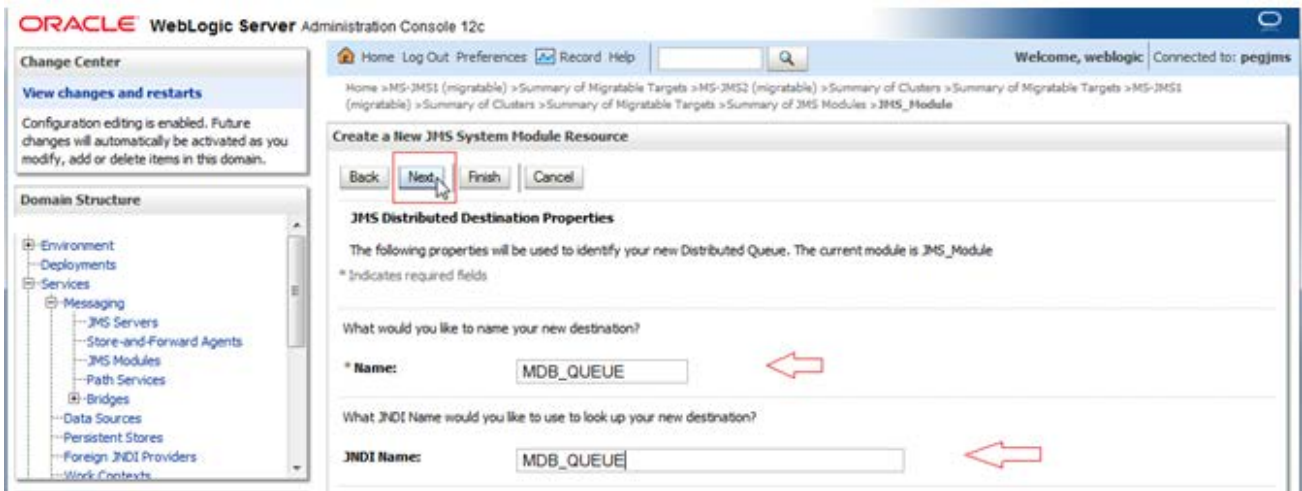 ORACLE WebLogic Server Administration Console 12c
Change Center
View changes and restarts
Configuration editing is enabled. Future
changes will automatically be activated as you
modify, add or delete items in this domain.
Domain Structure
Environment
Deployments
Services
Messaging
JMS Servers
Store-and-Forward Agents
JMS Modules
Path Services
Bridges
Data Sources
Persistent Stores
Foreign JNDI Providers
Work Contexts
Home Log Out Preferences Record Help
Welcome, weblogic Connected to: pegjms
Home >MS-JMS1 (migratable) >Summary of Migratable Targets >MS-JMS2 (migratable) >Summary of Clusters >Summary of Migratable Targets >MS-JMS1
(migratable) >Summary of Clusters >Summary of Migratable Targets >Summary of JMS Modules >JMS_Module
Create a New JMS System Module Resource
Back Next Finish Cancel
JMS Distributed Destination Properties
The following properties will be used to identify your new Distributed Queue. The current module is JMS_Module
* Indicates required fields
What would you like to name your new destination?
* Name: MDB_QUEUE
What JNDI Name would you like to use to look up your new destination?
JNDI Name: MDB_QUEUE